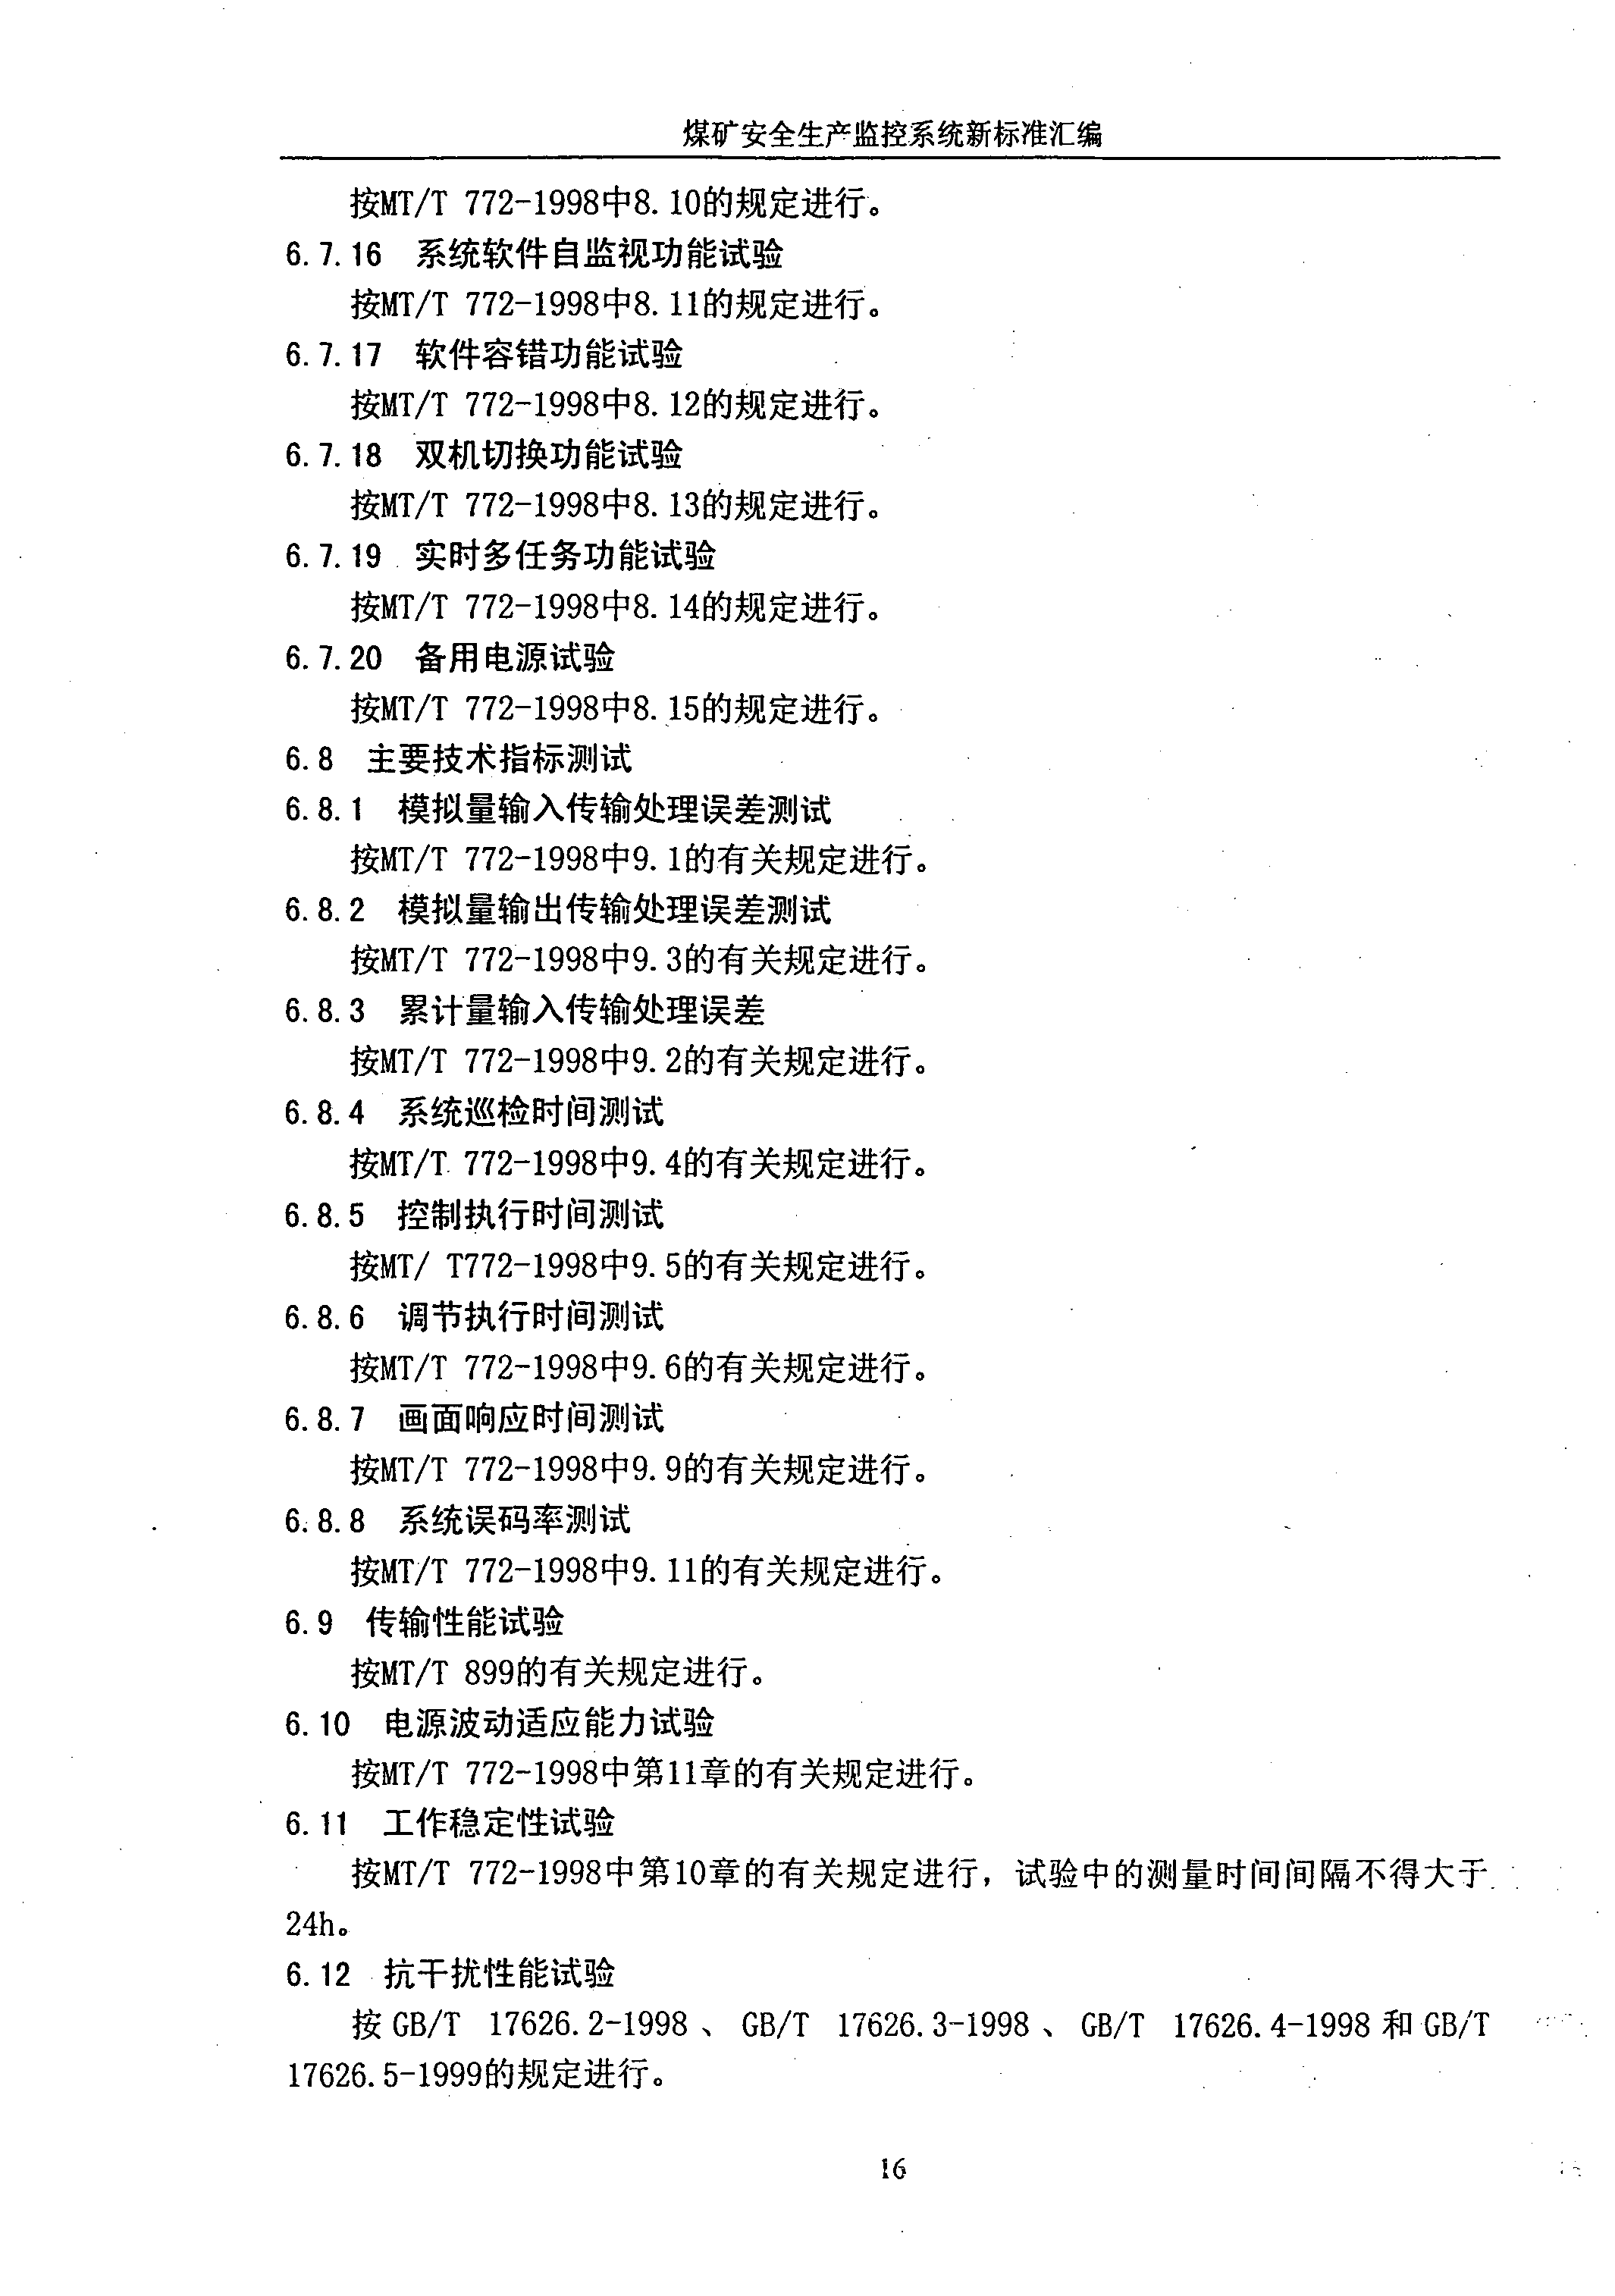 煤矿安全生产监控系统新标准汇编
按MT/T 772-1998中8.10的规定进行。
6.7.16 系统软件自监视功能试验
按MT/T 772-1998中8.11的规定进行。
6.7.17 软件容错功能试验
按MT/T 772-1998中8.12的规定进行。
6.7.18 双机切换功能试验
按MT/T 772-1998中8.13的规定进行。
6.7.19 实时多任务功能试验
按MT/T 772-1998中8.14的规定进行。
6.7.20 备用电源试验
按MT/T 772-1998中8.15的规定进行。
6.8 主要技术指标测试
6.8.1 模拟量输入传输处理误差测试
按MT/T 772-1998中9.1的有关规定进行。
6.8.2 模拟量输出传输处理误差测试
按MT/T 772-1998中9.3的有关规定进行。
6.8.3 累计量输入传输处理误差
按MT/T 772-1998中9.2的有关规定进行。
6.8.4 系统巡检时间测试
按MT/T 772-1998中9.4的有关规定进行。
6.8.5 控制执行时间测试
按MT/ T772-1998中9.5的有关规定进行。
6.8.6 调节执行时间测试
按MT/T 772-1998中9.6的有关规定进行。
6.8.7 画面响应时间测试
按MT/T 772-1998中9.9的有关规定进行。
6.8.8 系统误码率测试
按MT/T 772-1998中9.11的有关规定进行。
6.9 传输性能试验
按MT/T 899的有关规定进行。
6.10 电源波动适应能力试验
按MT/T 772-1998中第11章的有关规定进行。
6.11 工作稳定性试验
按MT/T 772-1998中第10章的有关规定进行，试验中的测量时间间隔不得大于
24h。
6.12 抗干扰性能试验
按 GB/T 17626.2-1998 、 GB/T 17626.3-1998 、 GB/T 17626.4-1998 和 GB/T
17626.5-1999的规定进行。
16